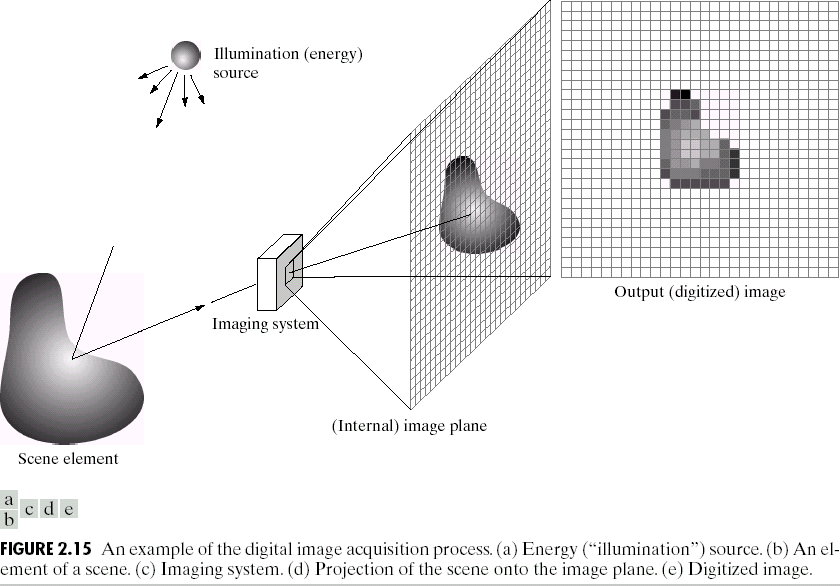 Illumination (energy)
source
Output (digitized) image
Imaging system
(Internal) image plane
Scene element
a
b c d e
FIGURE 2.15 An example of the digital image acquisition process. (a) Energy (“illumination”) source. (b) An el-
ement of a scene. (c) Imaging system. (d) Projection of the scene onto the image plane. (e) Digitized image.